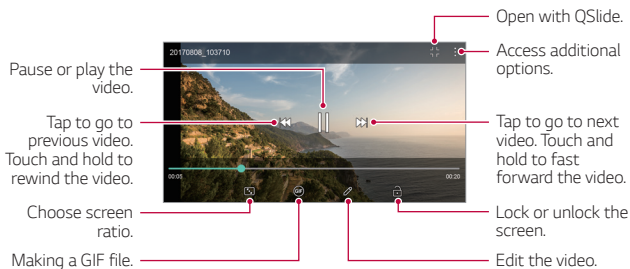 Open with QSlide.
20170808_103710
Access additional
options.
Pause or play the
video.
Tap to go to
previous video.
Touch and hold to
rewind the video.
Tap to go to next
video. Touch and
hold to fast
forward the video.
00:05
00:20
GIF
Choose screen
ratio.
Lock or unlock the
screen.
Making a GIF file.
Edit the video.